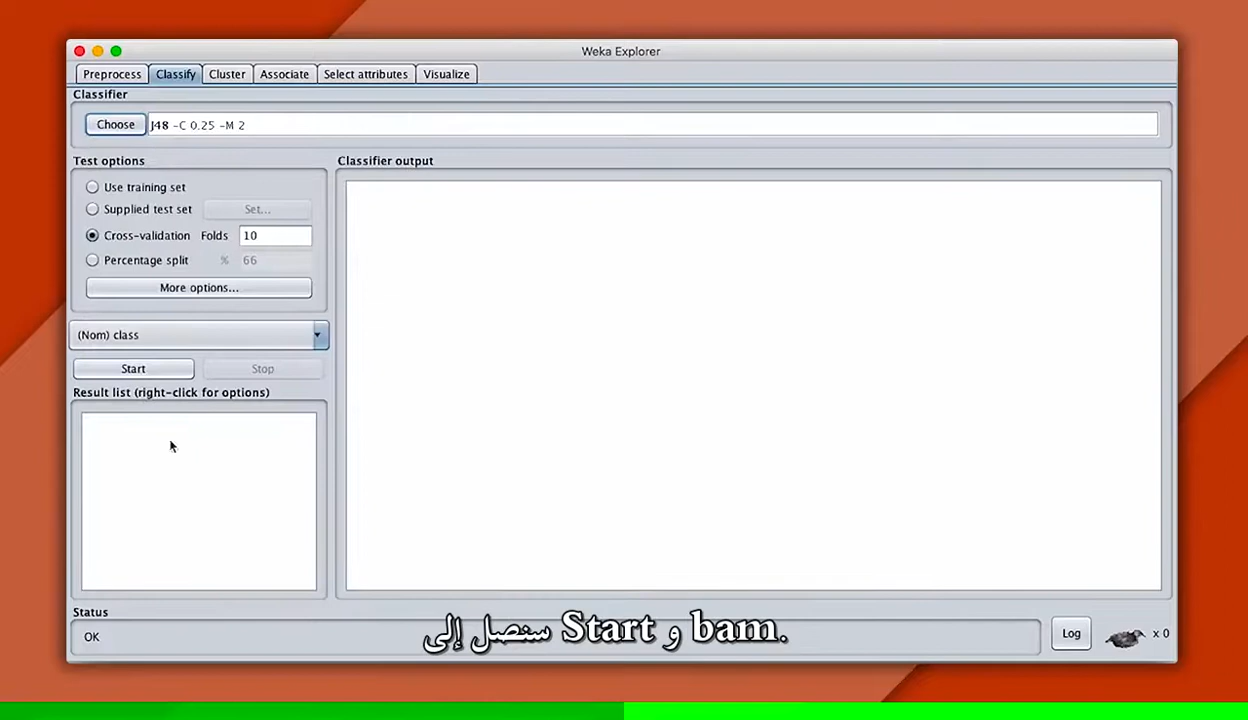 Weka Explorer
Preprocess Classify Cluster Associate Select attributes Visualize
Classifier
Choose J48 -C 0.25 -M 2
Test options
Use training set
Supplied test set Set...
Cross-validation Folds 10
Percentage split % 66
More options...
(Nom) class
Start Stop
Result list (right-click for options)
Classifier output
Status
OK
Log x 0
سنصل إلى Start و bam.